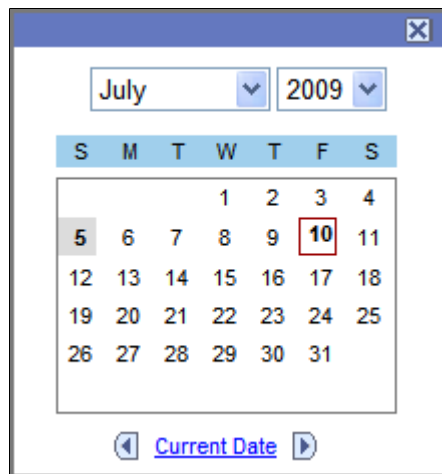 July 2009
S M T W T F S
1 2 3 4
5 6 7 8 9 10 11
12 13 14 15 16 17 18
19 20 21 22 23 24 25
26 27 28 29 30 31
Current Date